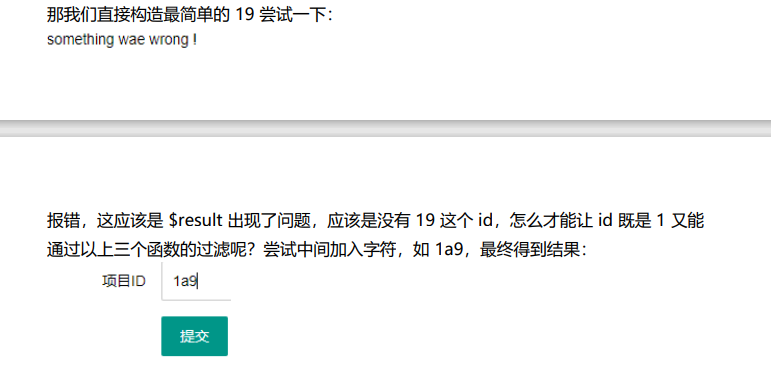 那我们直接构造最简单的 19 尝试一下：
something wae wrong !
报错，这应该是 $result 出现了问题，应该是没有 19 这个 id，怎么才能让 id 既是 1 又能
通过以上三个函数的过滤呢？尝试中间加入字符，如 1a9，最终得到结果：
项目ID 1a9
提交